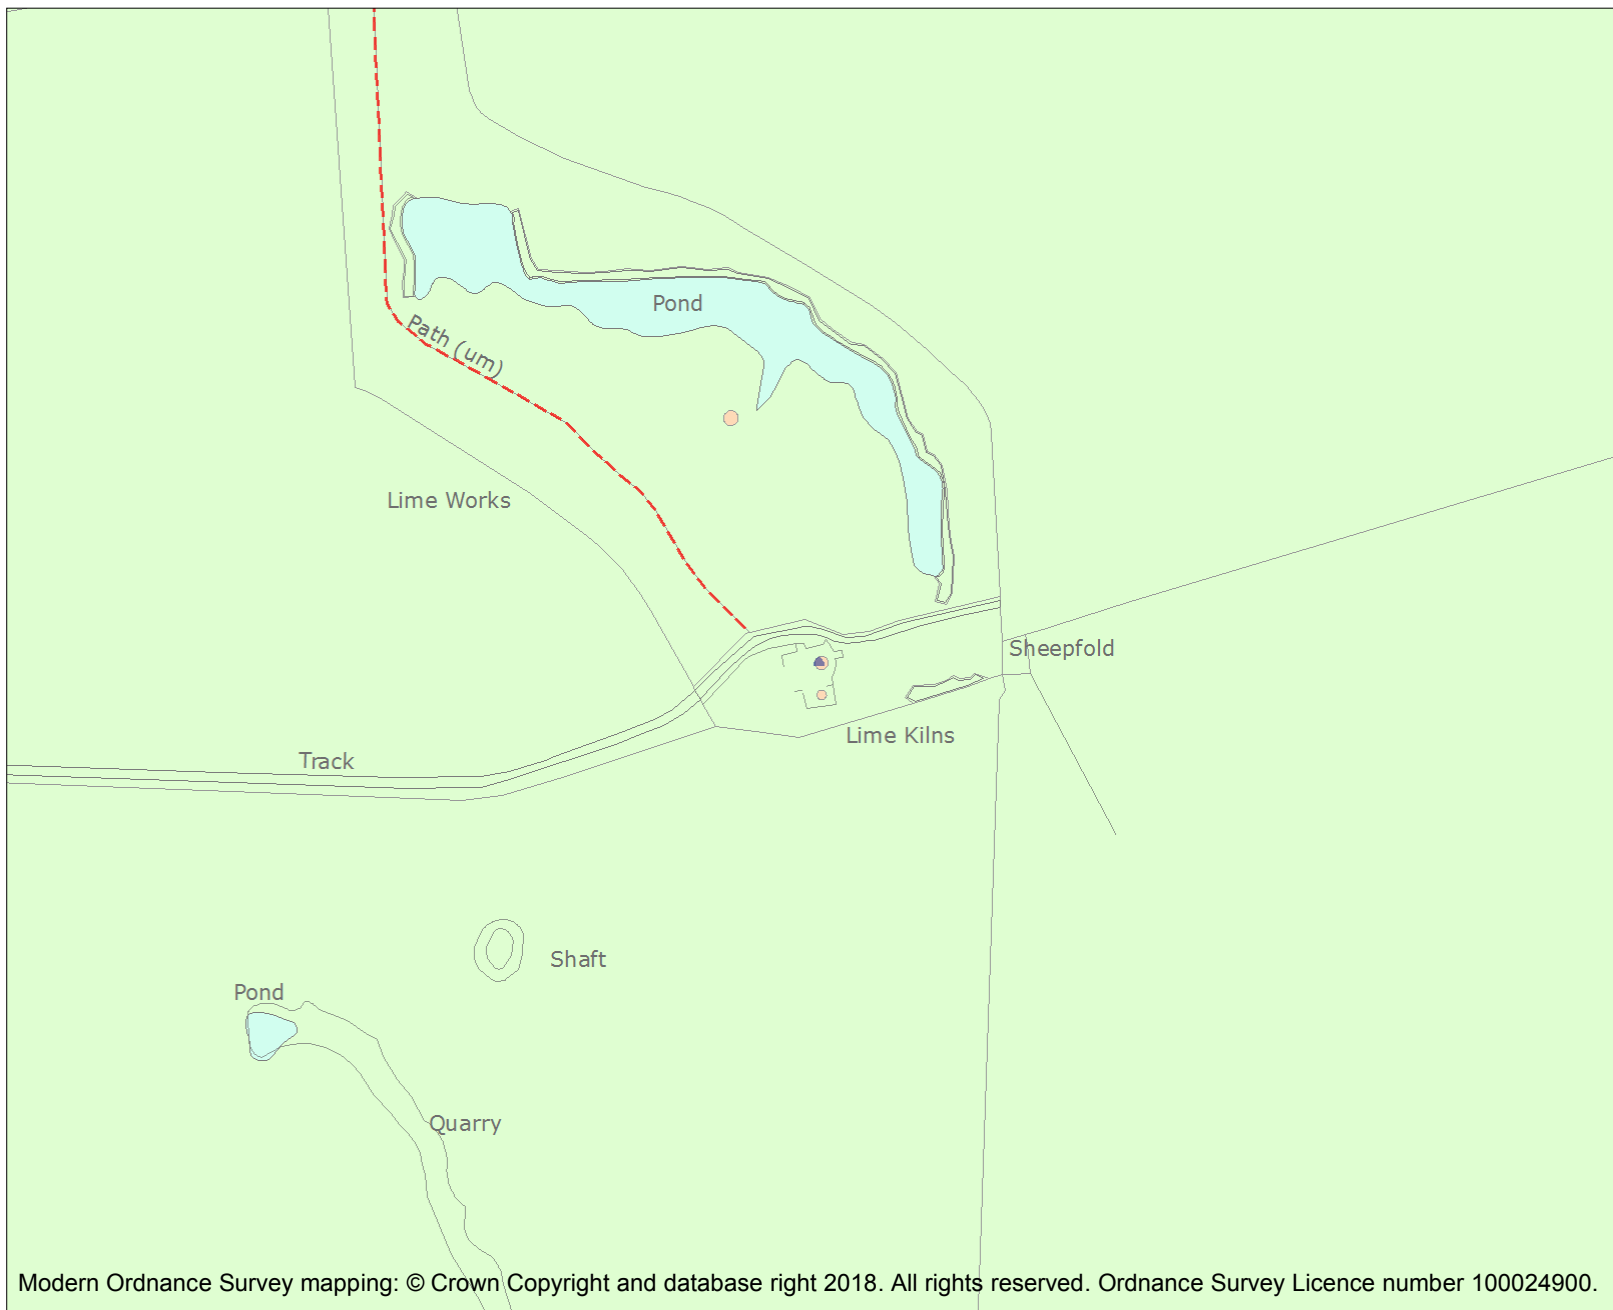 Pond
Path (um)
Lime Works
Sheepfold
Lime Kilns
Track
Shaft
Pond
Quarry
Modern Ordnance Survey mapping: © Crown Copyright and database right 2018. All rights reserved. Ordnance Survey Licence number 100024900.